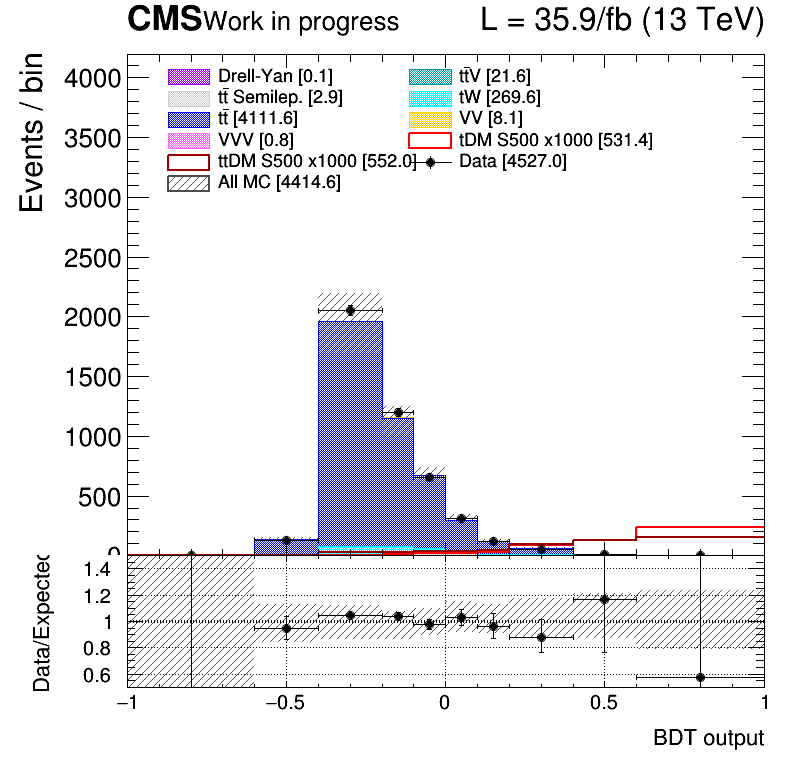 CMS Work in progress L = 35.9/fb (13 TeV)
Events / bin
4000
3500
3000
2500
2000
1500
1000
500
0
Drell-Yan [0.1]
tt̄ Semilep. [2.9]
tt̄ [4111.6]
VVV [0.8]
ttDM S500 x1000 [552.0]
All MC [4414.6]
tt̄V [21.6]
tW [269.6]
VV [8.1]
tDM S500 x1000 [531.4]
Data [4527.0]
Data/Expected
1.4
1.2
1
0.8
0.6
−1 −0.5 0 0.5 1
BDT output